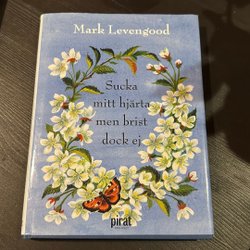 Mark Levengood
Sucka
mitt hjärta
men brist
dock ej
pirat